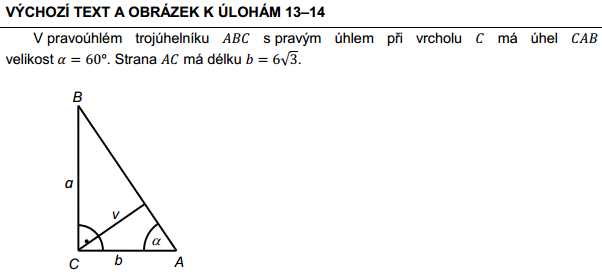 VÝCHOZÍ TEXT A OBRÁZEK K ÚLOHÁM 13–14
V pravoúhlém trojúhelníku ABC s pravým úhlem při vrcholu C má úhel CAB
velikost α = 60°. Strana AC má délku b = 6√3.
B
a
v
α
C
b
A